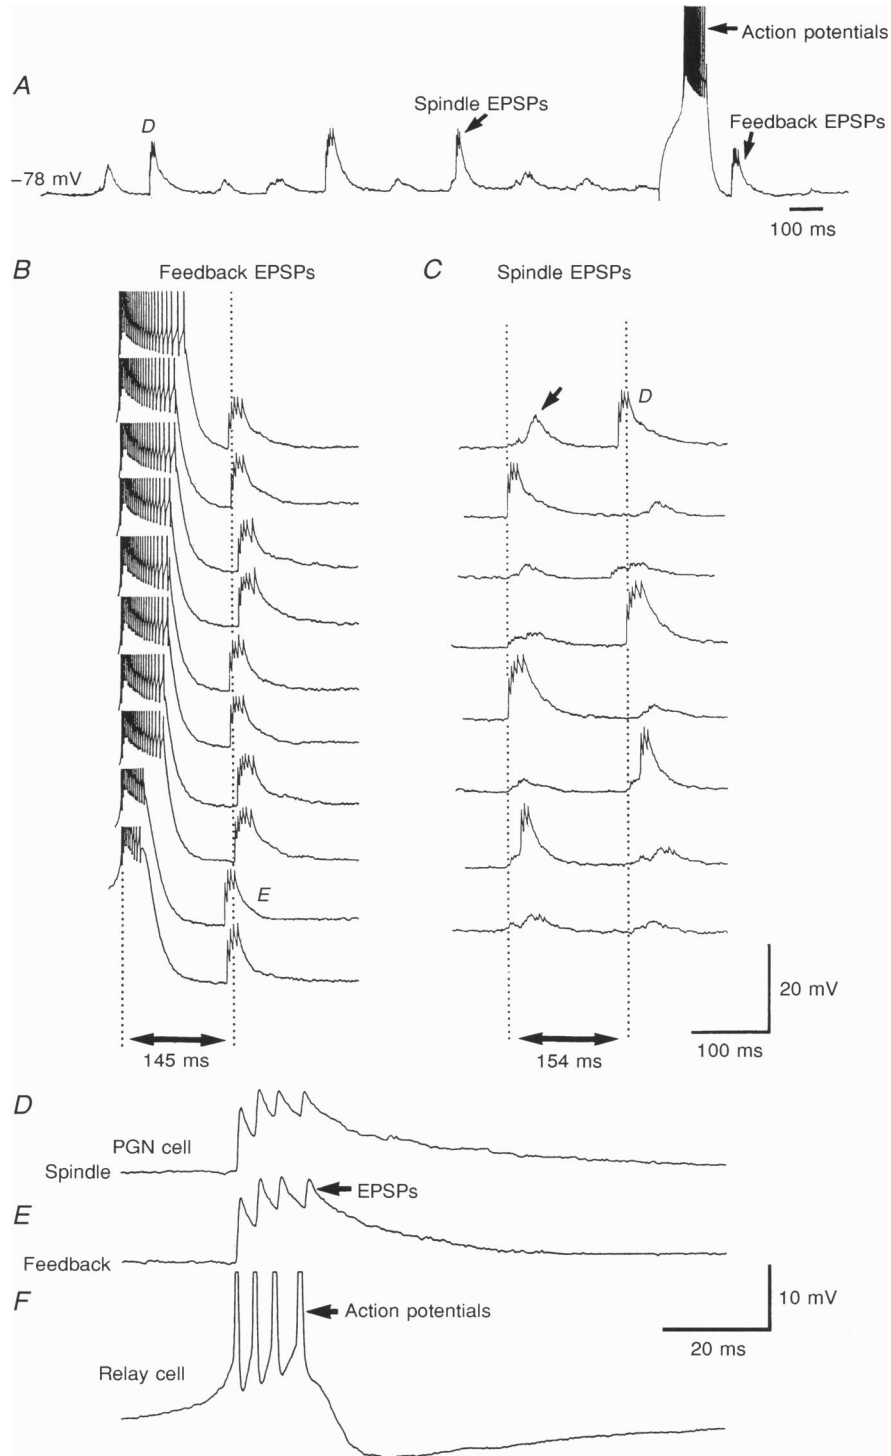 A
Action potentials
Spindle EPSPs
D
Feedback EPSPs
−78 mV
100 ms
B Feedback EPSPs
C Spindle EPSPs
D
E
20 mV
100 ms
145 ms
154 ms
D
PGN cell
Spindle
EPSPs
E
Feedback
10 mV
F
Action potentials
20 ms
Relay cell